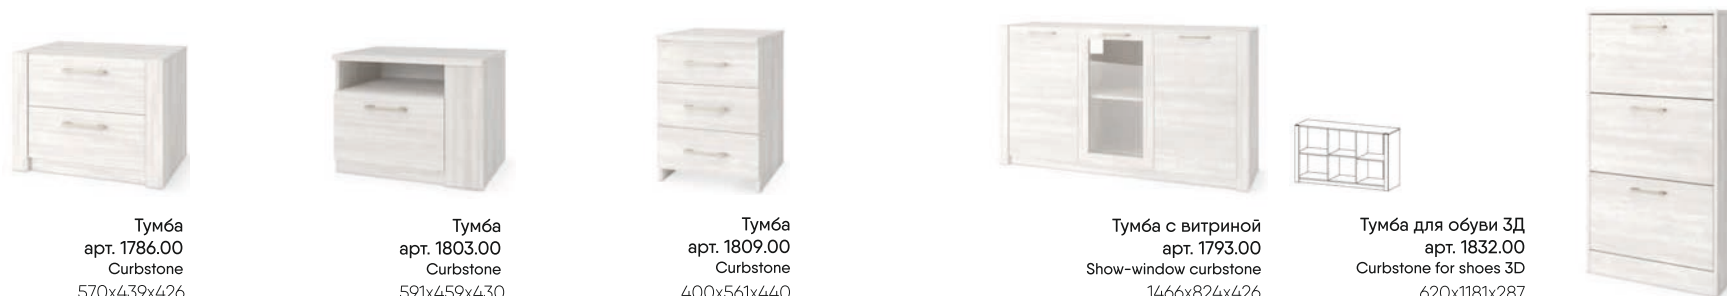 Тумба
арт. 1786.00
Curbstone
570x439x426
Тумба
арт. 1803.00
Curbstone
591x459x430
Тумба
арт. 1809.00
Curbstone
400x561x440
Тумба с витриной
арт. 1793.00
Show-window curbstone
1466x824x426
Тумба для обуви 3Д
арт. 1832.00
Curbstone for shoes 3D
620x1181x287